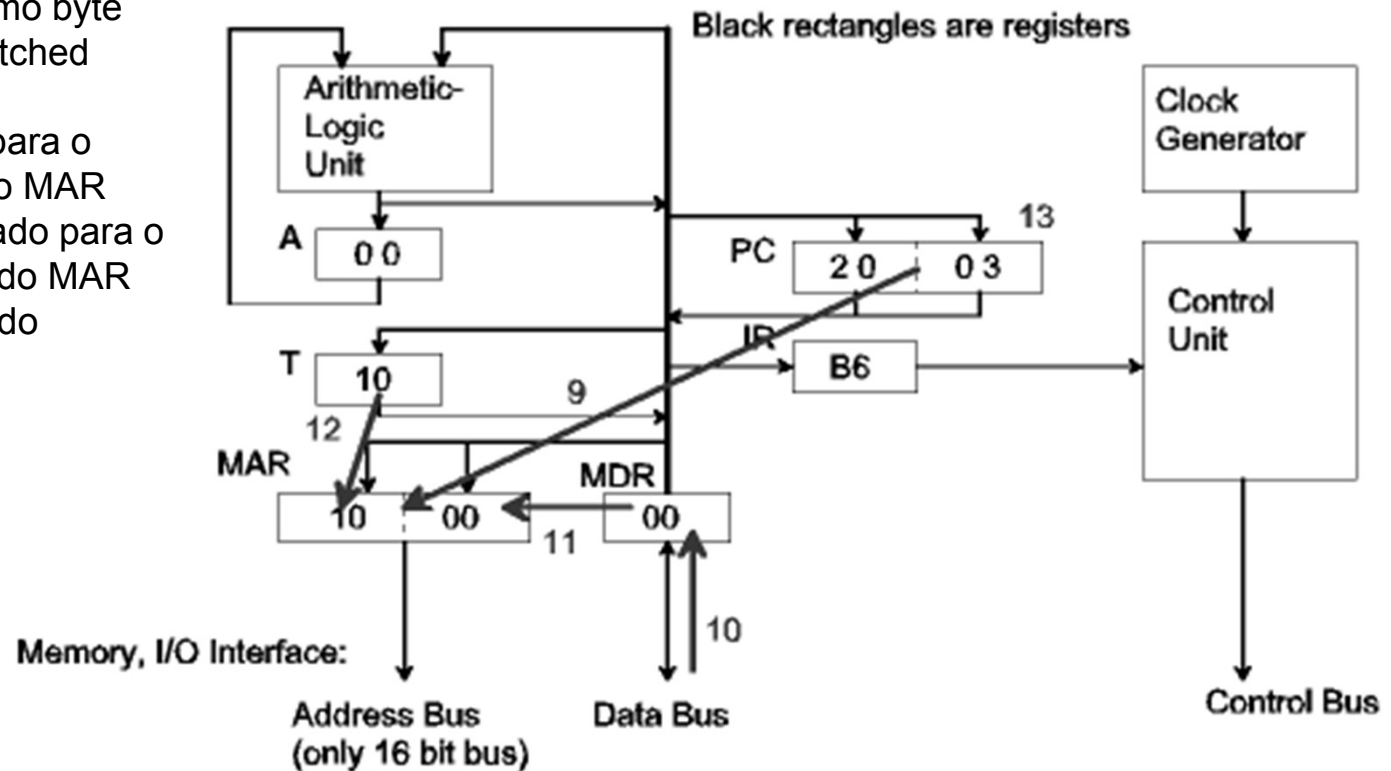 mo byte
tched
para o
o MAR
ado para o
do MAR
do
Black rectangles are registers
Arithmetic-
Logic
Unit
Clock
Generator
A
0 0
PC
2 0
0 3
13
Control
Unit
T
10
IR
B6
9
12
MAR
10
00
MDR
00
11
10
Memory, I/O Interface:
Address Bus
(only 16 bit bus)
Data Bus
Control Bus